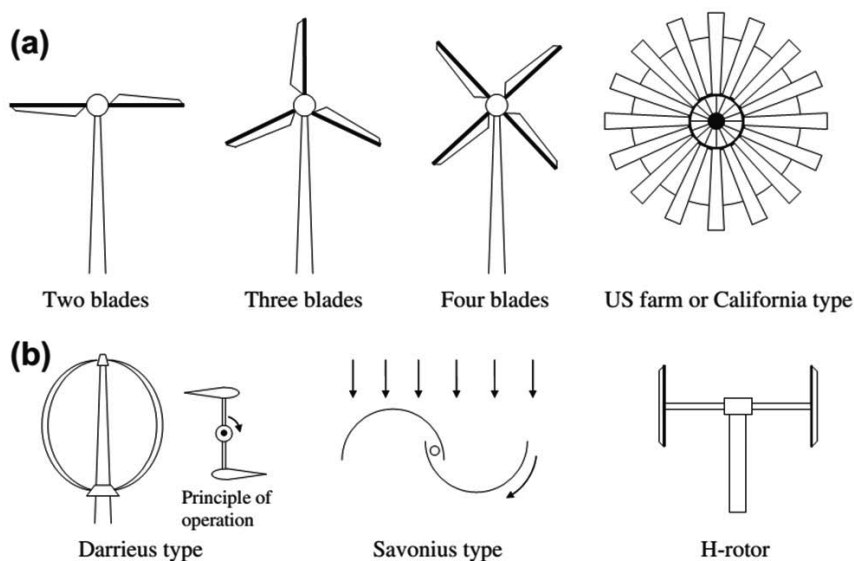 (a)
Two blades
Three blades
Four blades
US farm or California type
(b)
Principle of
operation
Darrieus type
Savonius type
H-rotor